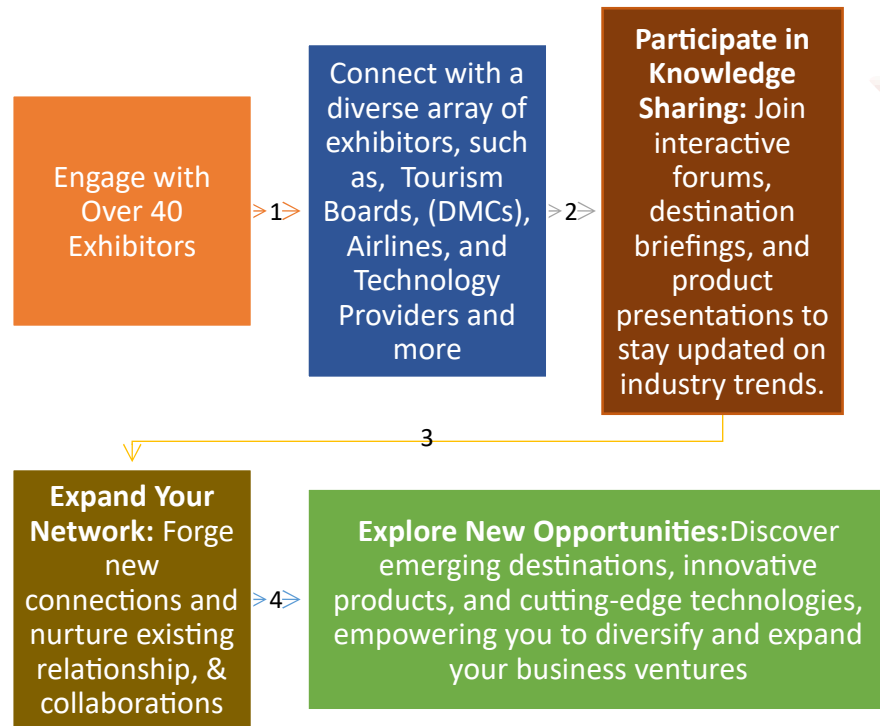 Engage with
Over 40
Exhibitors
1
Connect with a
diverse array of
exhibitors, such
as,  Tourism
Boards, (DMCs),
Airlines, and
Technology
Providers and
more
2
Participate in
Knowledge
Sharing: Join
interactive
forums,
destination
briefings, and
product
presentations to
stay updated on
industry trends.
3
Expand Your
Network: Forge
new
connections and
nurture existing
relationship, &
collaborations
4
Explore New Opportunities:Discover
emerging destinations, innovative
products, and cutting-edge technologies,
empowering you to diversify and expand
your business ventures